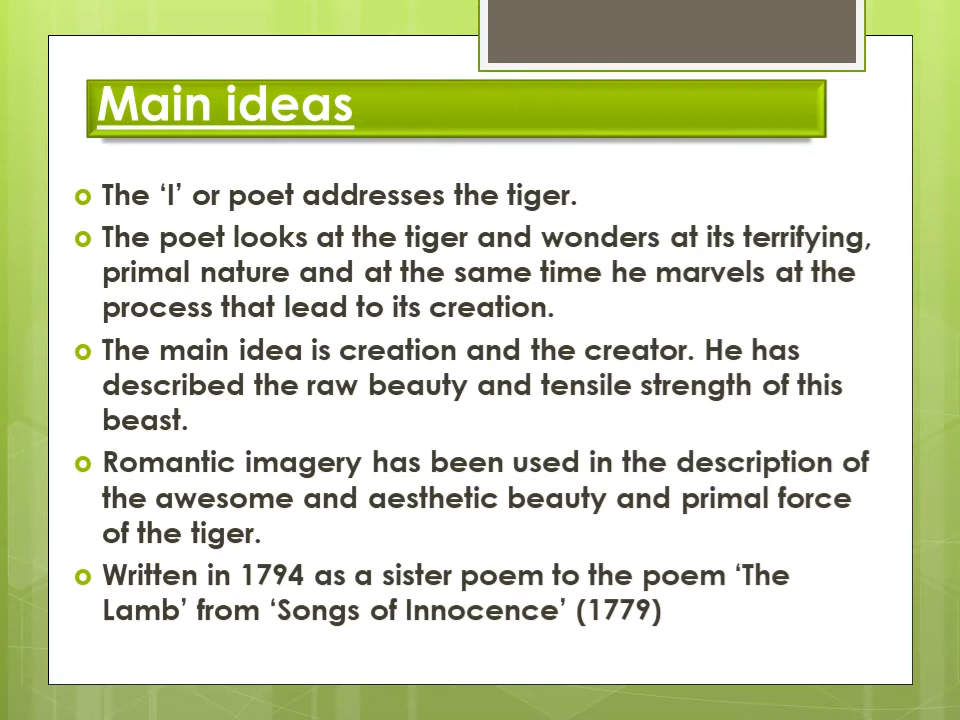 Main ideas
The ‘I’ or poet addresses the tiger.
The poet looks at the tiger and wonders at its terrifying,
primal nature and at the same time he marvels at the
process that lead to its creation.
The main idea is creation and the creator. He has
described the raw beauty and tensile strength of this
beast.
Romantic imagery has been used in the description of
the awesome and aesthetic beauty and primal force
of the tiger.
Written in 1794 as a sister poem to the poem ‘The
Lamb’ from ‘Songs of Innocence’ (1779)